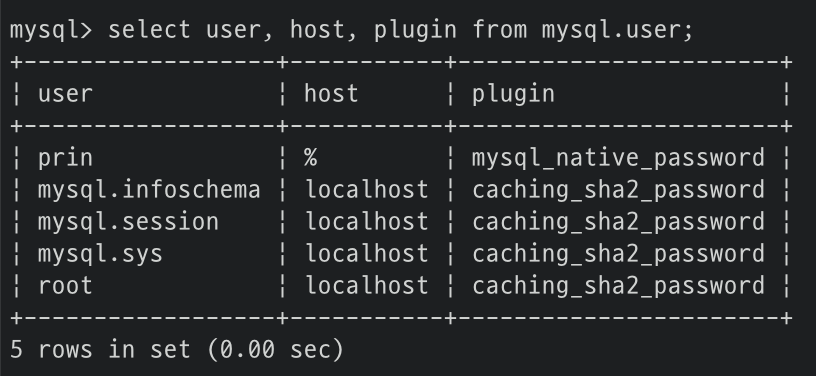 mysql> select user, host, plugin from mysql.user;
+------------------+-----------+-----------------------+
| user             | host      | plugin                |
+------------------+-----------+-----------------------+
| prin             | %         | mysql_native_password |
| mysql.infoschema | localhost | caching_sha2_password |
| mysql.session    | localhost | caching_sha2_password |
| mysql.sys        | localhost | caching_sha2_password |
| root             | localhost | caching_sha2_password |
+------------------+-----------+-----------------------+
5 rows in set (0.00 sec)